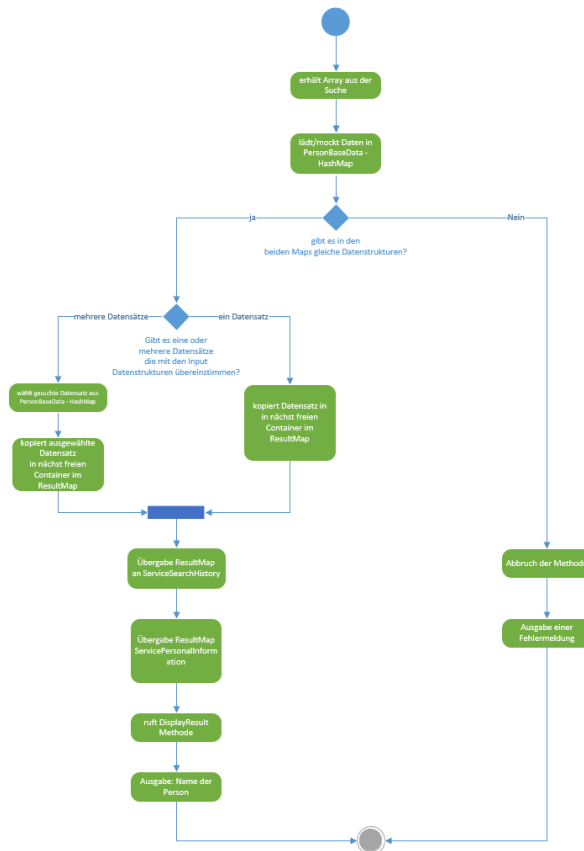 erhält Array aus der
Suche
lädt/mockt Daten in
PersonBaseData -
HashMap
ja
Nein
gibt es in den
beiden Maps gleiche Datenstrukturen?
mehrere Datensätze
ein Datensatz
Gibt es eine oder
mehrere Datensätze
die mit den Input
Datenstrukturen übereinstimmen?
wählt gesuchte Datensatz aus
PersonBaseData - HashMap
kopiert Datensatz in
in nächst freien
Container im
ResultMap
kopiert ausgewählte
Datensatz
in nächst freien
Container im
ResultMap
Übergabe ResultMap
an ServiceSearchHistory
Abbruch der Methode
Übergabe ResultMap
ServicePersonalInform
ation
Ausgabe einer
Fehlermeldung
ruft DisplayResult
Methode
Ausgabe: Name der
Person